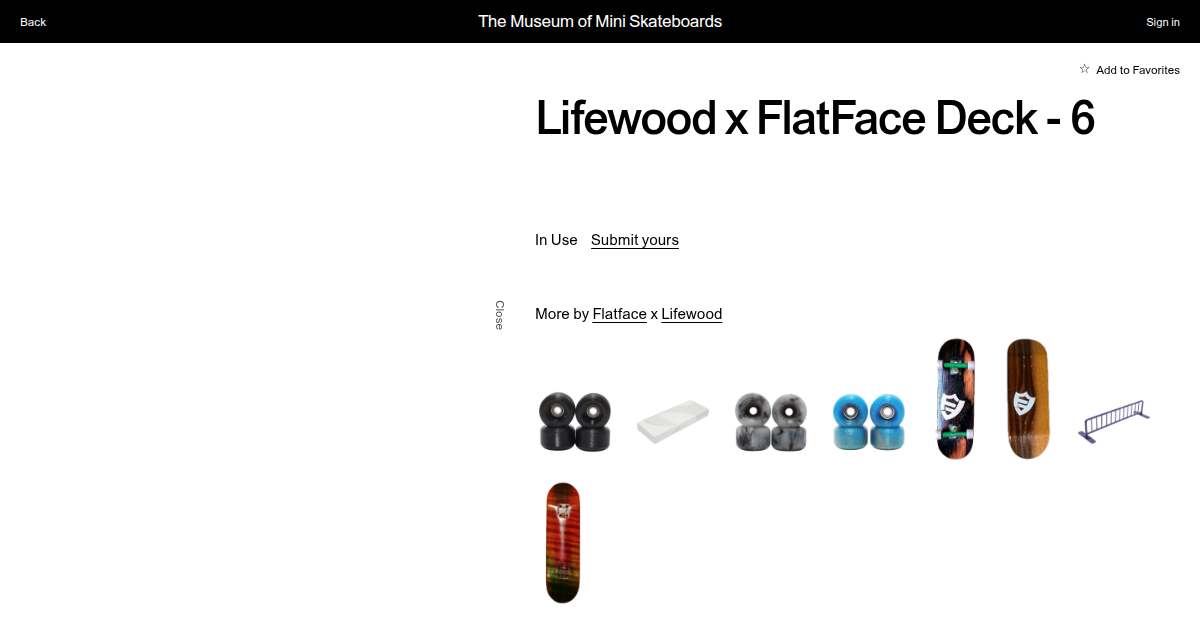 Back
The Museum of Mini Skateboards
Sign in
☆ Add to Favorites
Lifewood x FlatFace Deck - 6
In Use Submit yours
Close
More by Flatface x Lifewood